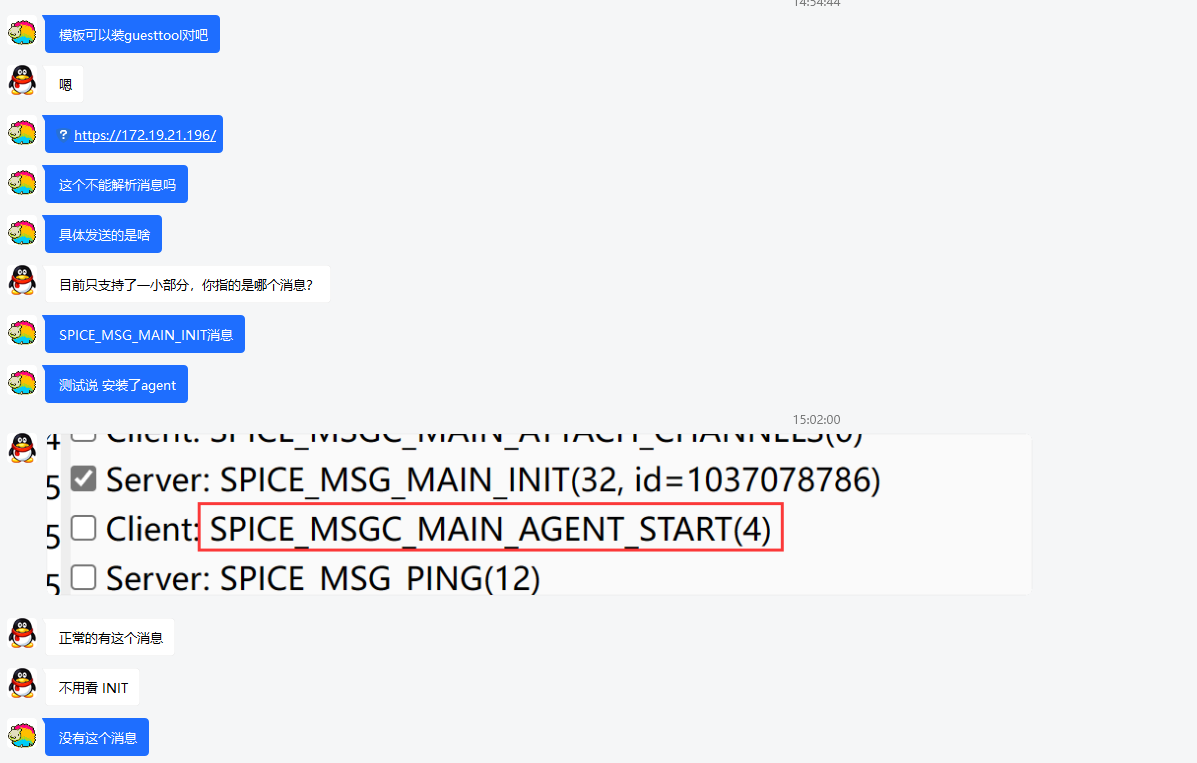 14:54:44
模板可以装guesttool对吧
嗯
? https://172.19.21.196/
这个不能解析消息吗
具体发送的是啥
目前只支持了一小部分，你指的是哪个消息？
SPICE_MSG_MAIN_INIT消息
测试说 安装了agent
15:02:00
4 Client: SPICE_MSGC_MAIN_ATTACH_CHANNELS(0)
5 Server: SPICE_MSG_MAIN_INIT(32, id=1037078786)
5 Client: SPICE_MSGC_MAIN_AGENT_START(4)
5 Server: SPICE_MSG_PING(12)
正常的有这个消息
不用看 INIT
没有这个消息